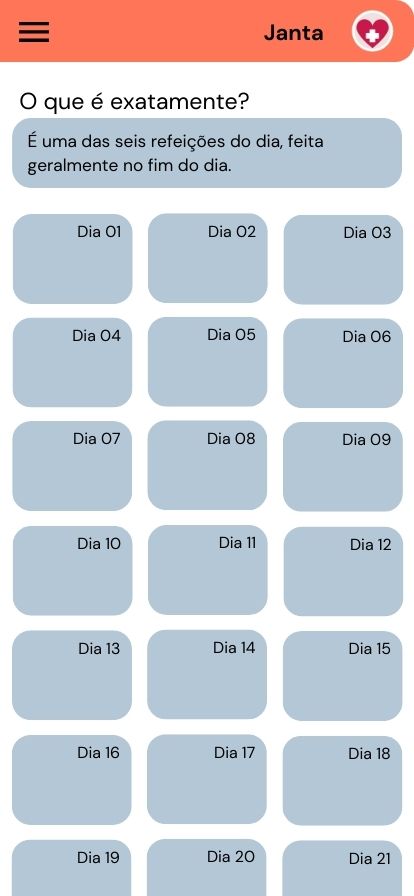 Janta
O que é exatamente?
É uma das seis refeições do dia, feita
geralmente no fim do dia.
Dia 01
Dia 02
Dia 03
Dia 04
Dia 05
Dia 06
Dia 07
Dia 08
Dia 09
Dia 10
Dia 11
Dia 12
Dia 13
Dia 14
Dia 15
Dia 16
Dia 17
Dia 18
Dia 19
Dia 20
Dia 21